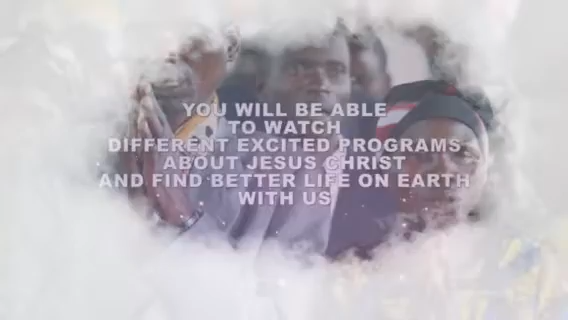 YOU WILL BE ABLE
TO WATCH
DIFFERENT EXCITED PROGRAMS
ABOUT JESUS CHRIST
AND FIND BETTER LIFE ON EARTH
WITH US